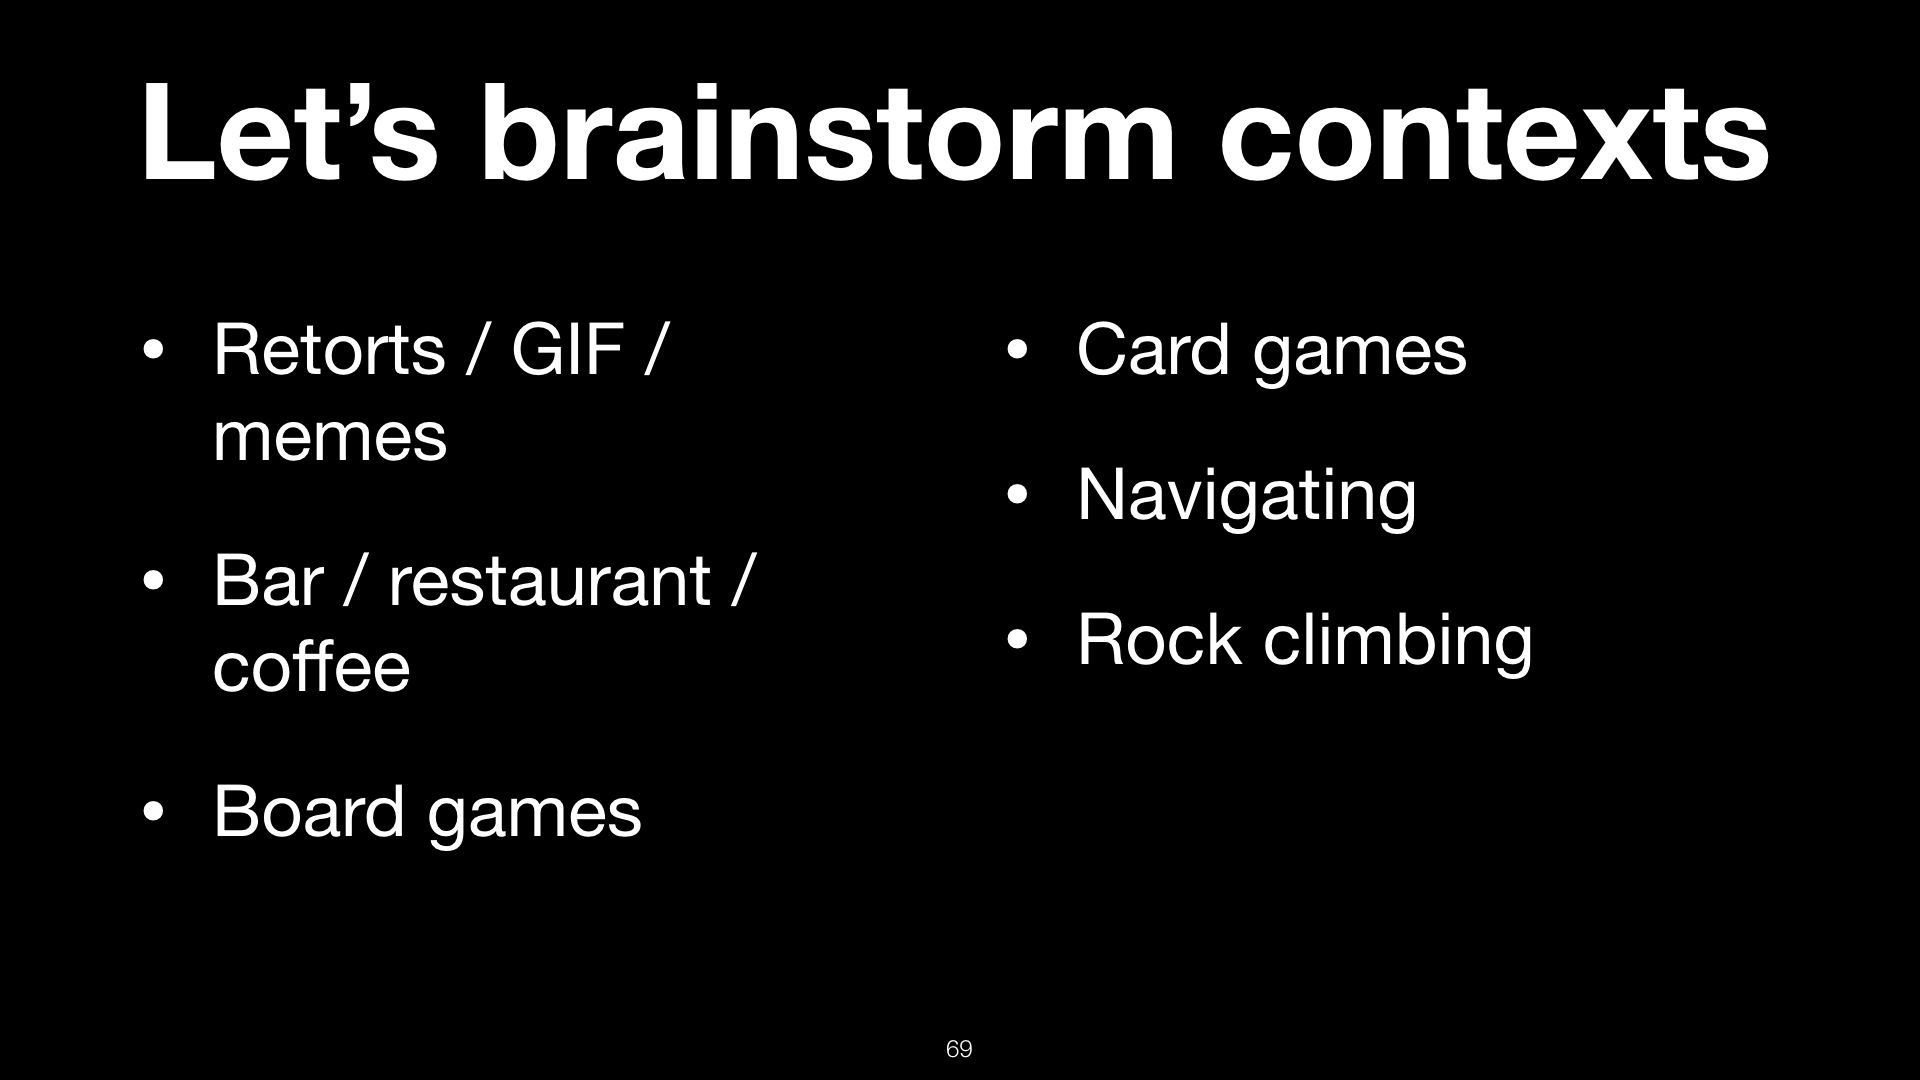 Let’s brainstorm contexts
• Retorts / GIF /
memes
• Bar / restaurant /
coffee
• Board games
• Card games
• Navigating
• Rock climbing
69